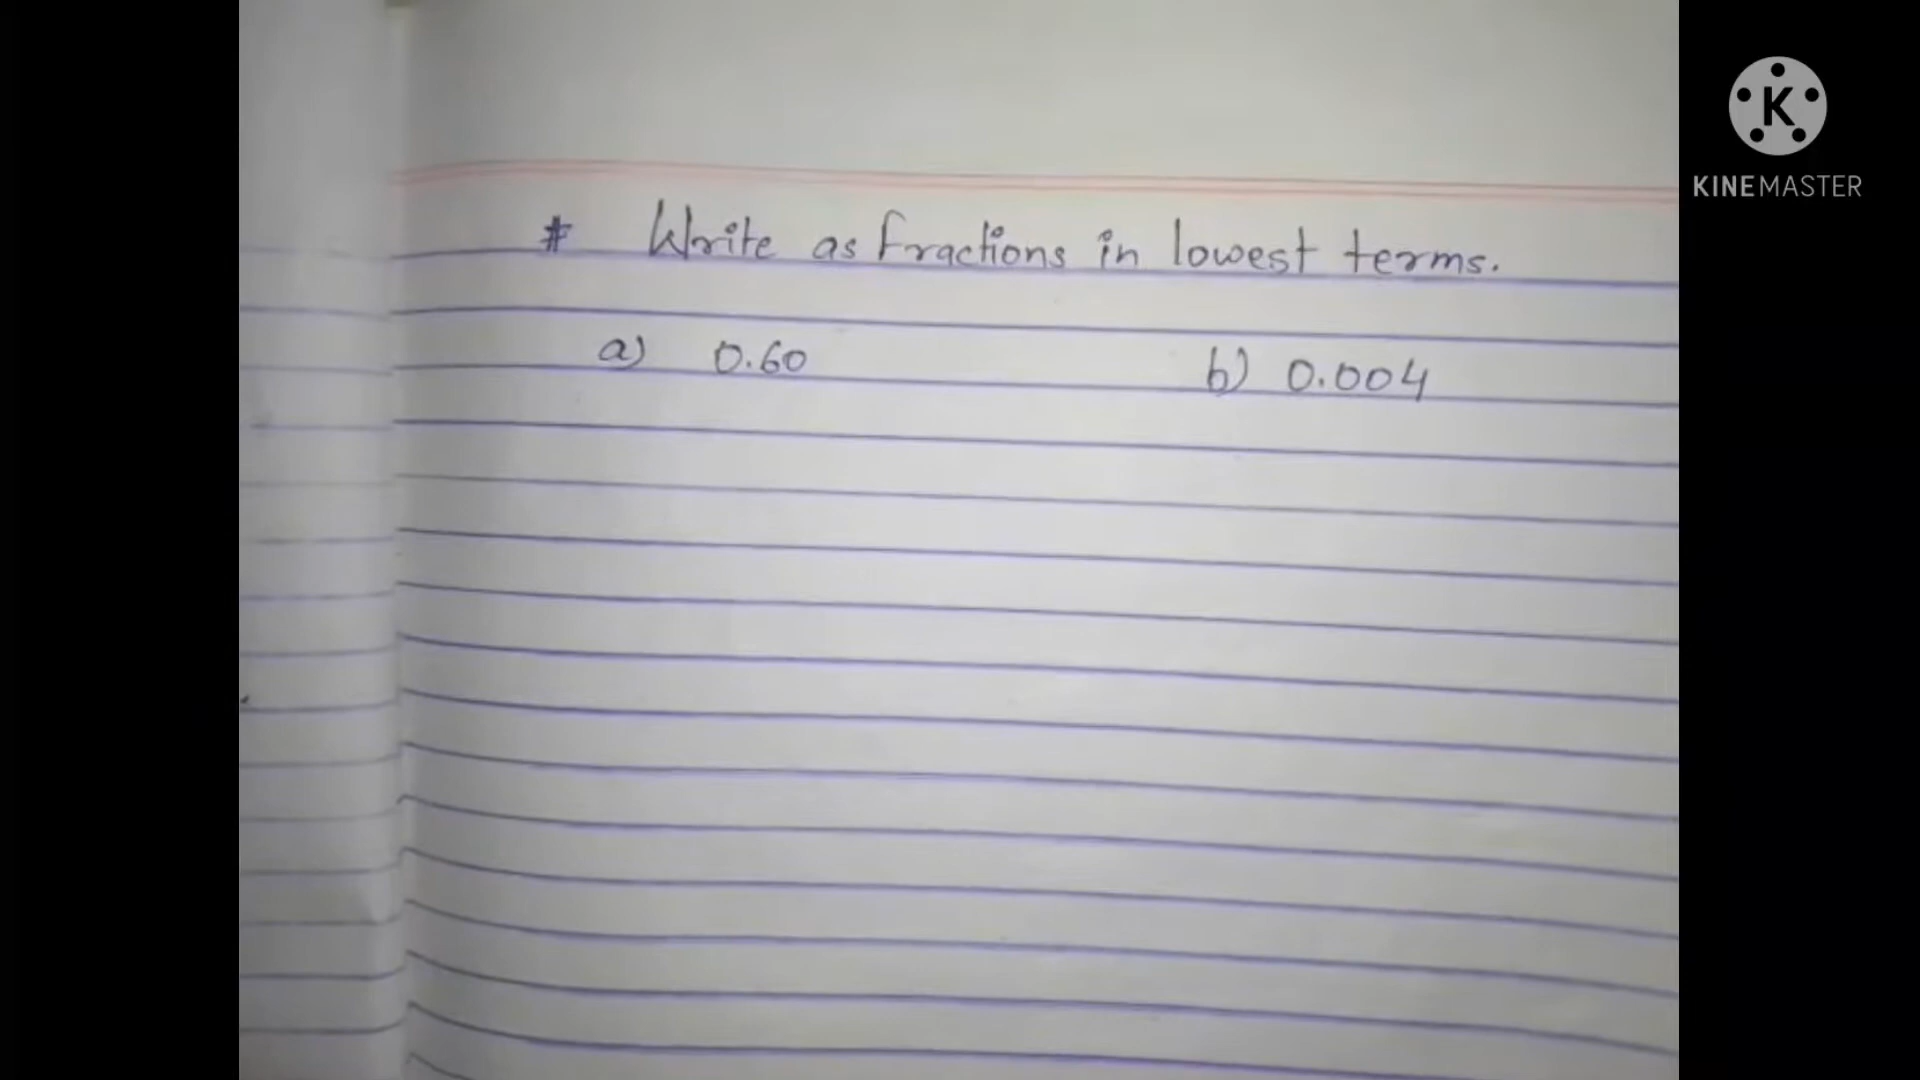 # Write as fractions in lowest terms.
a) 0.60 b) 0.004
K
KINEMASTER